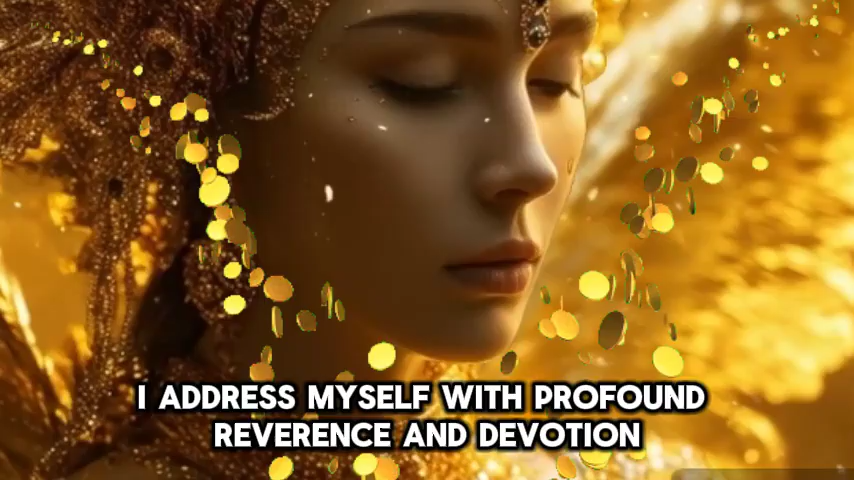 I ADDRESS MYSELF WITH PROFOUND
REVERENCE AND DEVOTION